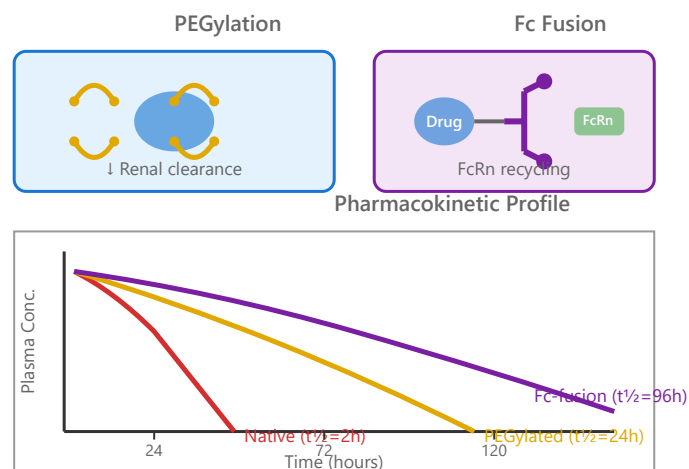 PEGylation
Fc Fusion
Drug
FcRn
↓ Renal clearance
FcRn recycling
Pharmacokinetic Profile
Plasma Conc.
Fc-fusion (t½=96h)
Native (t½=2h)
PEGylated (t½=24h)
24
72
120
Time (hours)